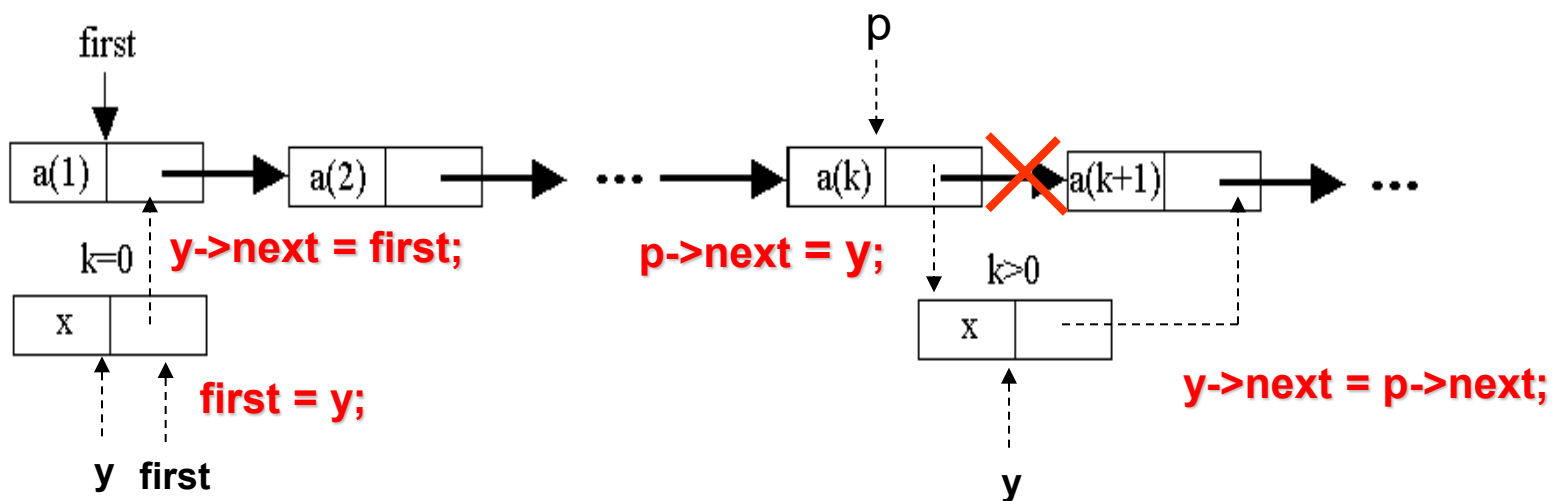 first
p
a(1)
a(2)
•••
a(k)
a(k+1)
•••
k=0
y->next = first;
p->next = y;
k>0
x
x
first = y;
y->next = p->next;
y
first
y